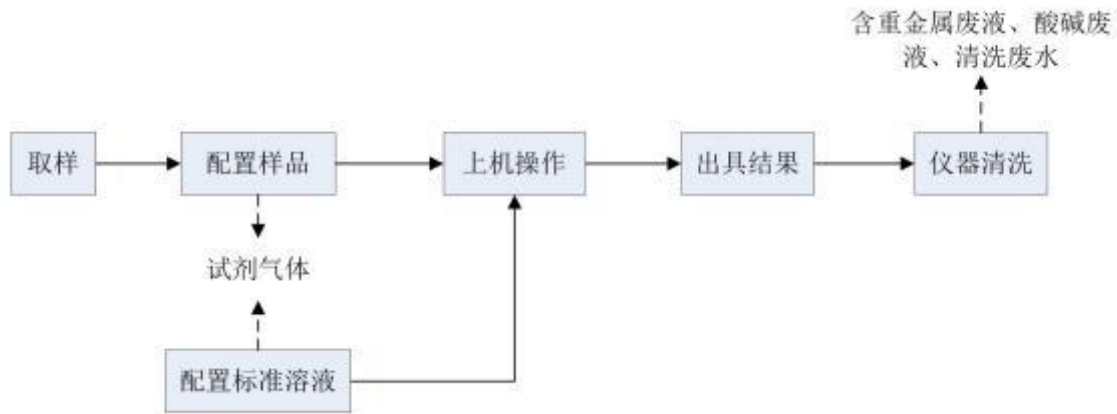 含重金属废液、酸碱废
液、清洗废水
取样
配置样品
上机操作
出具结果
仪器清洗
试剂气体
配置标准溶液